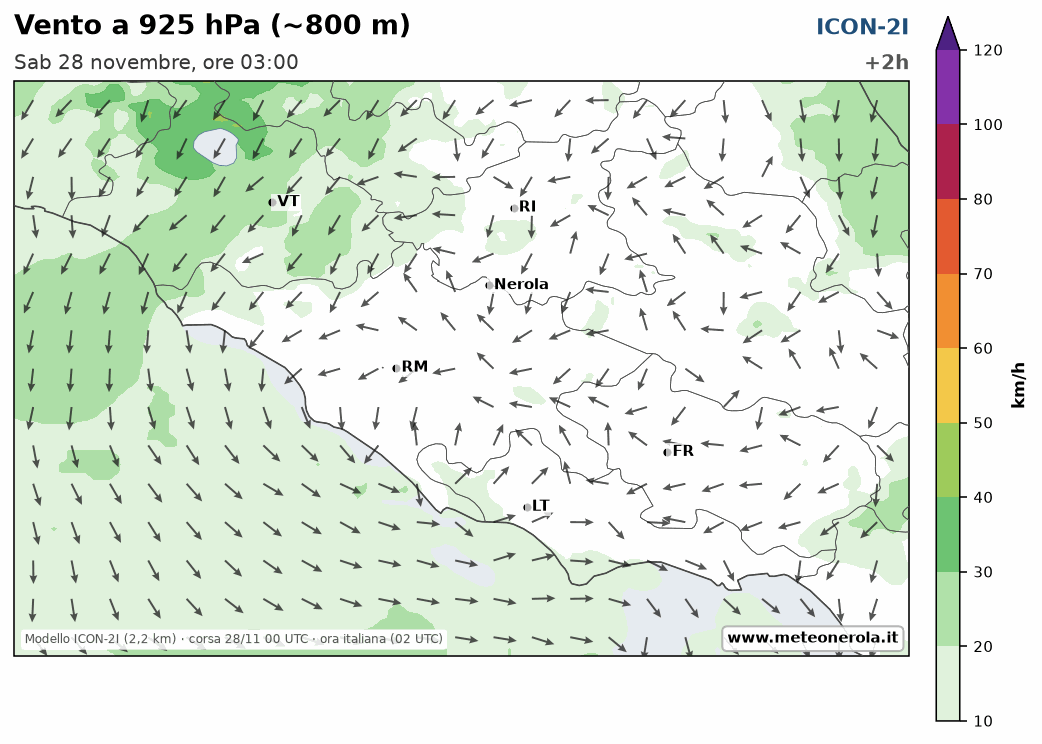 Vento a 925 hPa (~800 m)
ICON-2I
Sab 28 novembre, ore 03:00
+2h
VT
RI
Nerola
RM
FR
LT
Modello ICON-2I (2,2 km) · corsa 28/11 00 UTC · ora italiana (02 UTC)
www.meteonerola.it
120
100
80
70
60
50
40
30
20
10
km/h